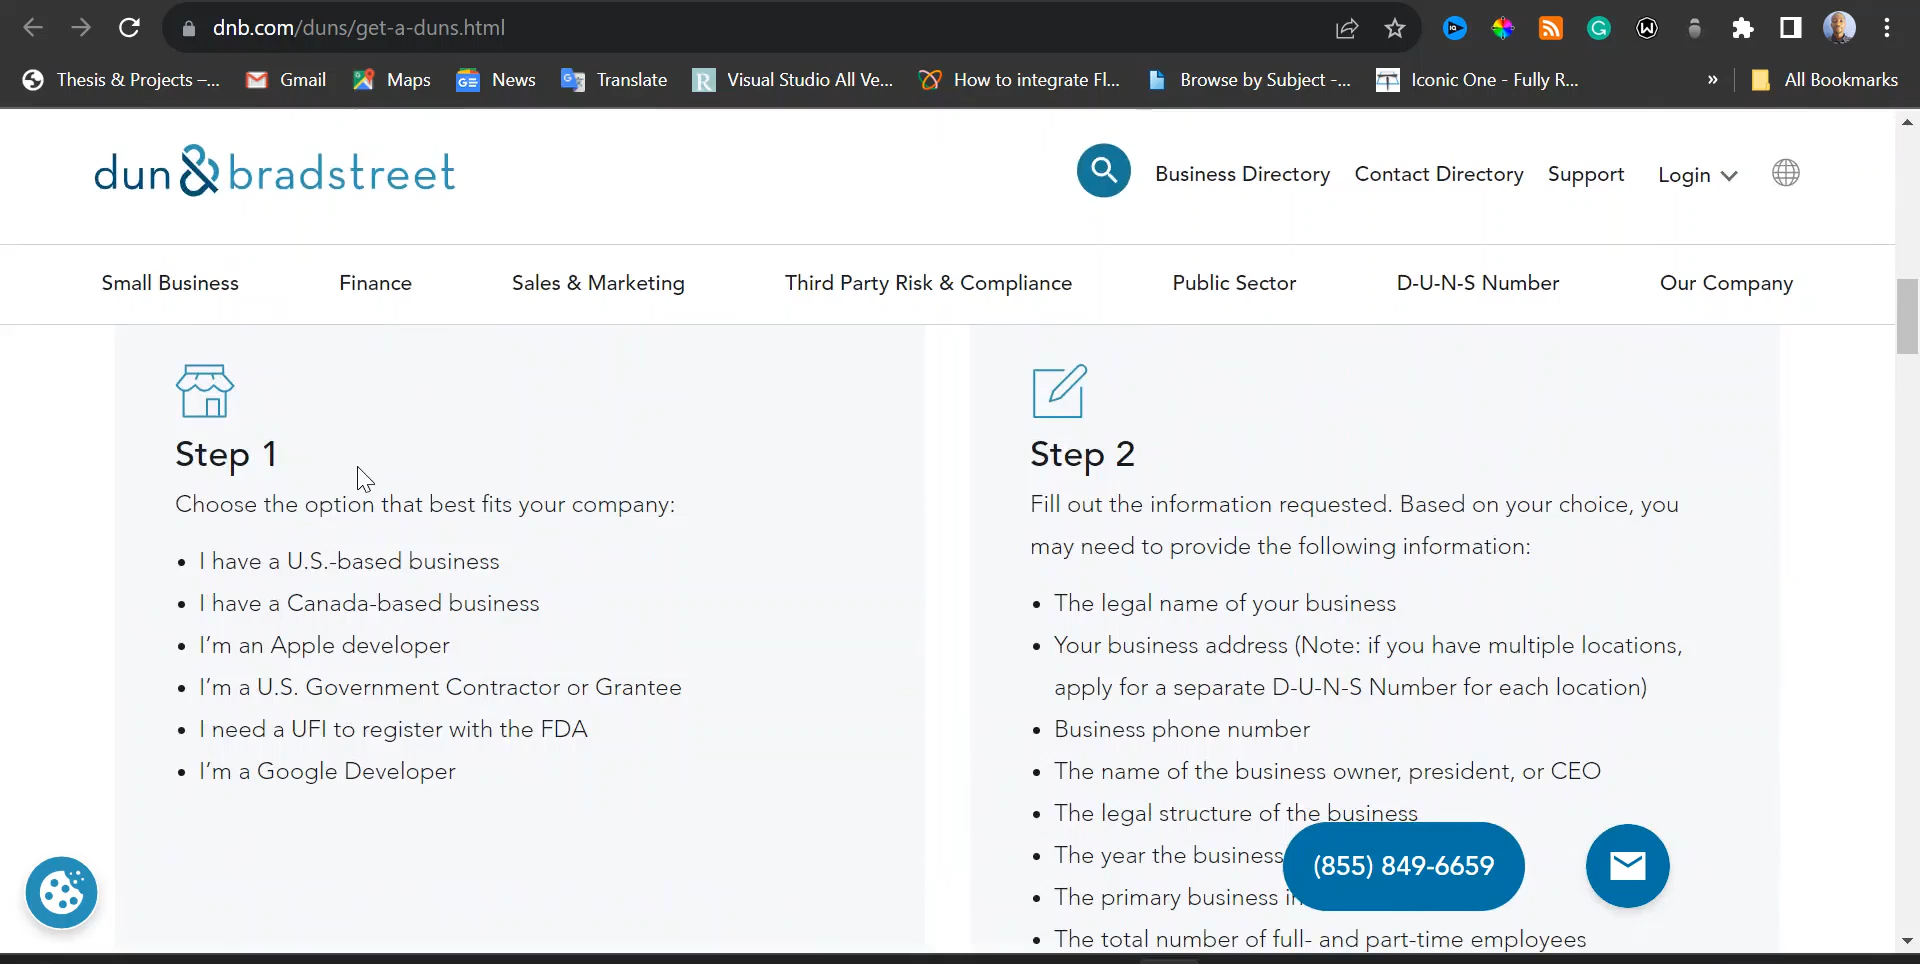 dnb.com/duns/get-a-duns.html
Thesis & Projects –... Gmail Maps News Translate Visual Studio All Ve... How to integrate Fl... Browse by Subject -... Iconic One - Fully R... » All Bookmarks
dun & bradstreet
Business Directory Contact Directory Support Login
Small Business Finance Sales & Marketing Third Party Risk & Compliance Public Sector D-U-N-S Number Our Company
Step 1
Choose the option that best fits your company:
• I have a U.S.-based business
• I have a Canada-based business
• I’m an Apple developer
• I’m a U.S. Government Contractor or Grantee
• I need a UFI to register with the FDA
• I’m a Google Developer
Step 2
Fill out the information requested. Based on your choice, you
may need to provide the following information:
• The legal name of your business
• Your business address (Note: if you have multiple locations,
apply for a separate D-U-N-S Number for each location)
• Business phone number
• The name of the business owner, president, or CEO
• The legal structure of the business
• The year the business
• The primary business
• The total number of full- and part-time employees
(855) 849-6659